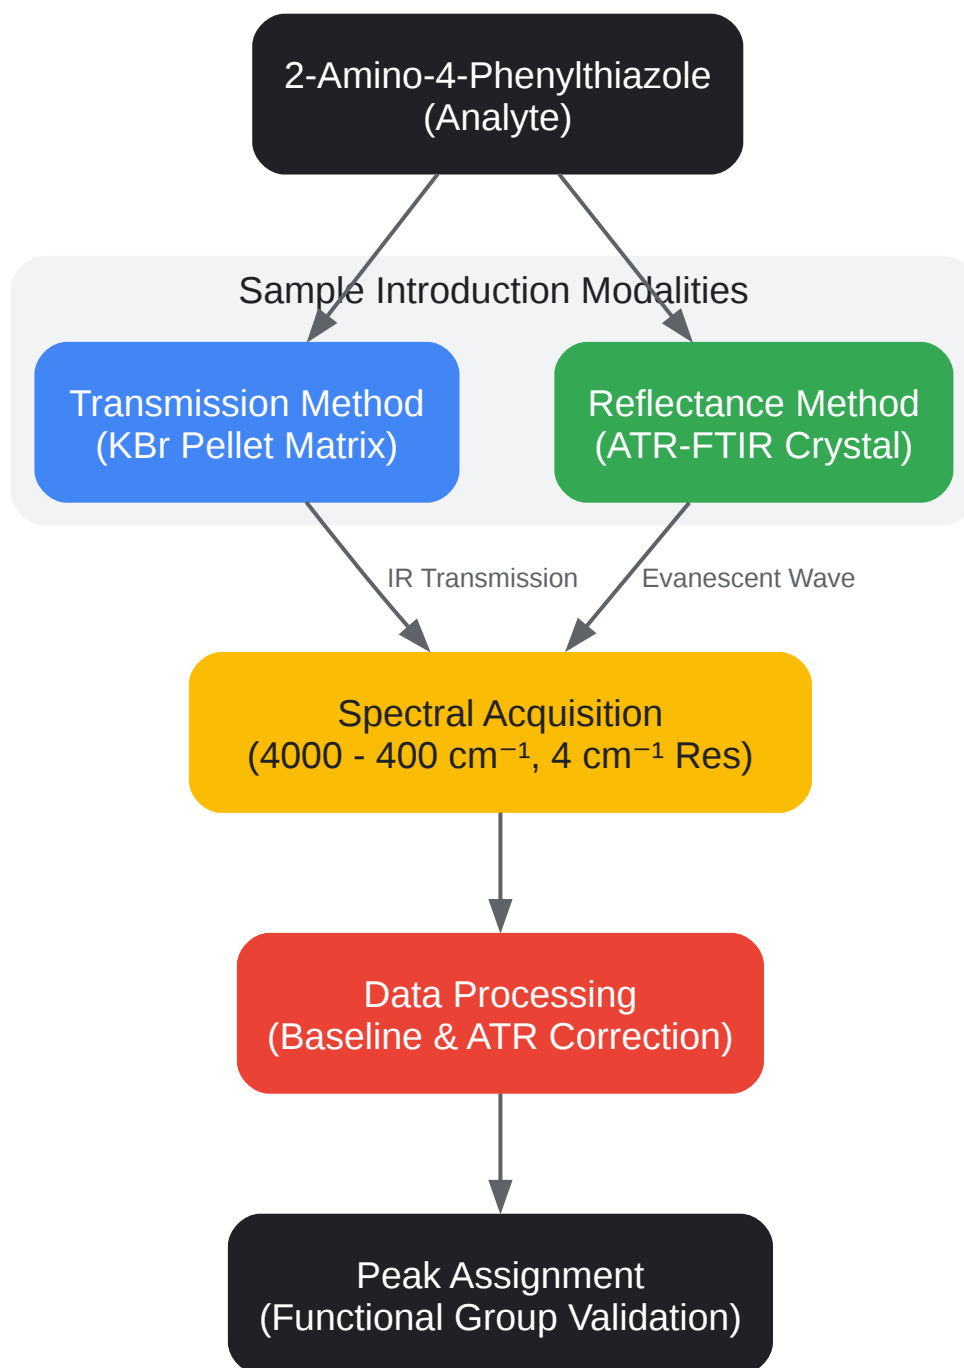 2-Amino-4-Phenylthiazole
(Analyte)
Sample Introduction Modalities
Transmission Method
(KBr Pellet Matrix)
Reflectance Method
(ATR-FTIR Crystal)
IR Transmission
Evanescent Wave
Spectral Acquisition
(4000 - 400 cm⁻¹, 4 cm⁻¹ Res)
Data Processing
(Baseline & ATR Correction)
Peak Assignment
(Functional Group Validation)